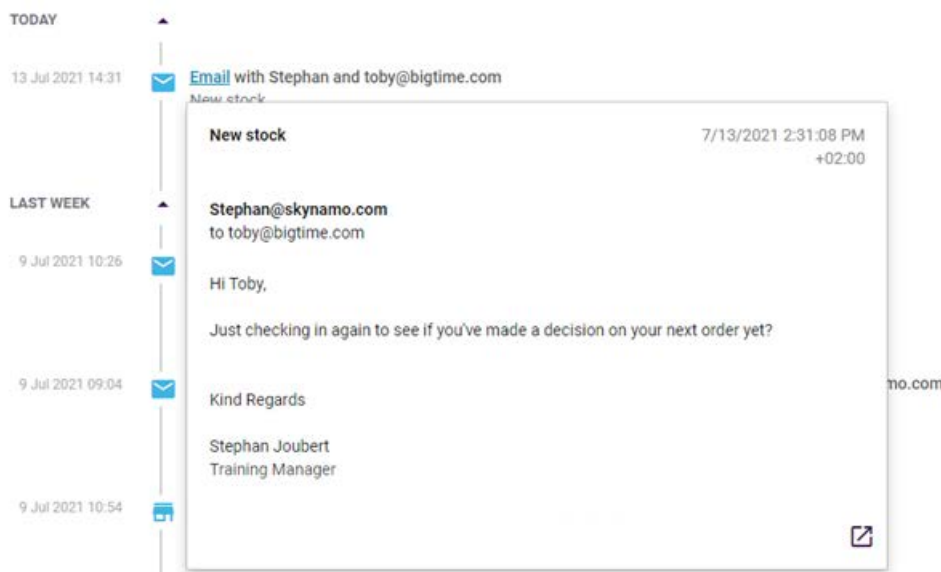 TODAY
13 Jul 2021 14:31
Email with Stephan and toby@bigtime.com
New stock
New stock
7/13/2021 2:31:08 PM
+02:00
LAST WEEK
Stephan@skynamo.com
to toby@bigtime.com
9 Jul 2021 10:26
Hi Toby,
Just checking in again to see if you've made a decision on your next order yet?
9 Jul 2021 09:04
mo.com
Kind Regards
Stephan Joubert
Training Manager
9 Jul 2021 10:54